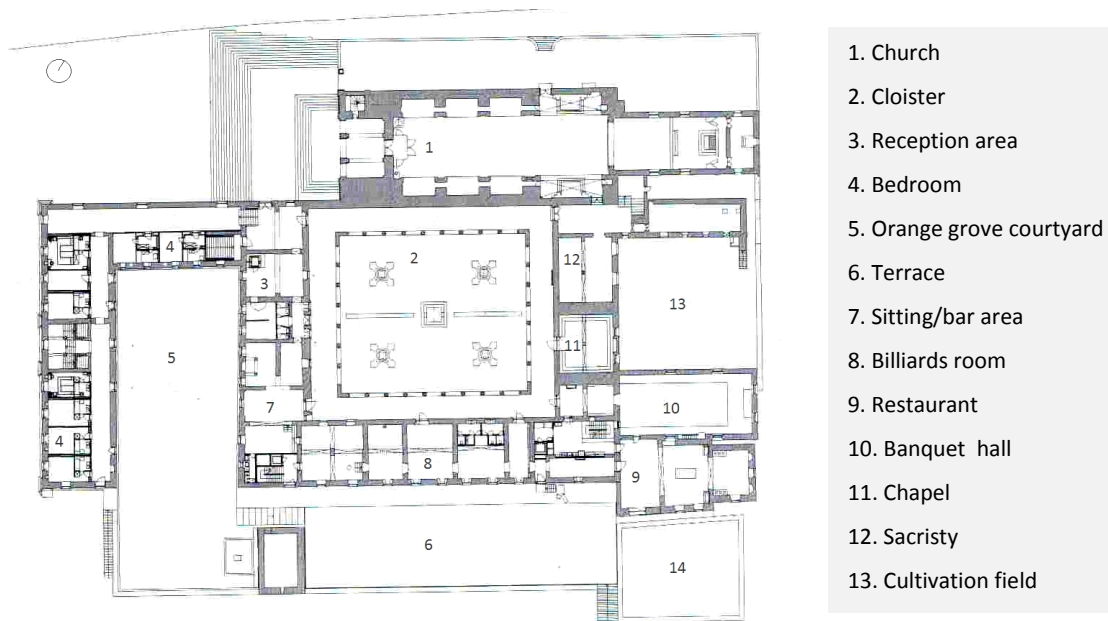 1
2
3
4
4
5
6
7
8
9
10
11
12
13
14
1. Church
2. Cloister
3. Reception area
4. Bedroom
5. Orange grove courtyard
6. Terrace
7. Sitting/bar area
8. Billiards room
9. Restaurant
10. Banquet hall
11. Chapel
12. Sacristy
13. Cultivation field